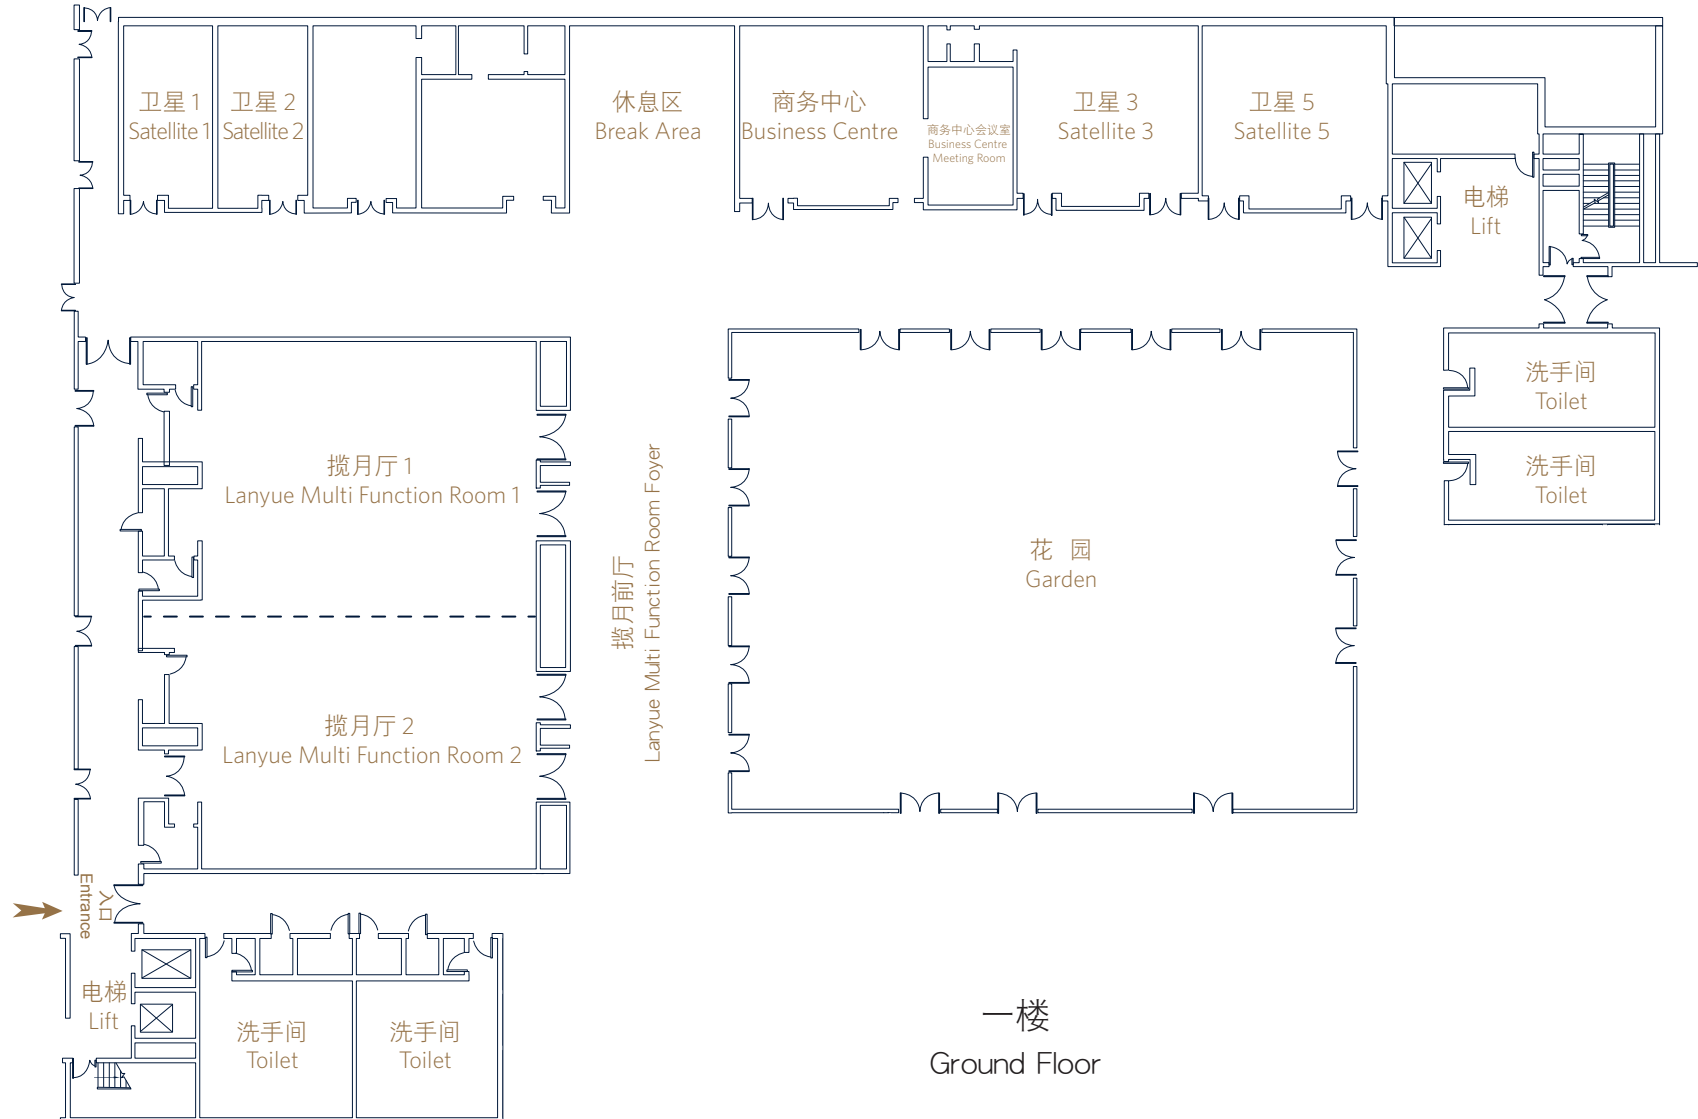 卫星 1
Satellite 1
卫星 2
Satellite 2
休息区
Break Area
商务中心
Business Centre
商务中心会议室
Business Centre
Meeting Room
卫星 3
Satellite 3
卫星 5
Satellite 5
电梯
Lift
洗手间
Toilet
洗手间
Toilet
揽月厅 1
Lanyue Multi Function Room 1
揽月前厅
Lanyue Multi Function Room Foyer
花 园
Garden
揽月厅 2
Lanyue Multi Function Room 2
入口
Entrance
电梯
Lift
洗手间
Toilet
洗手间
Toilet
一楼
Ground Floor